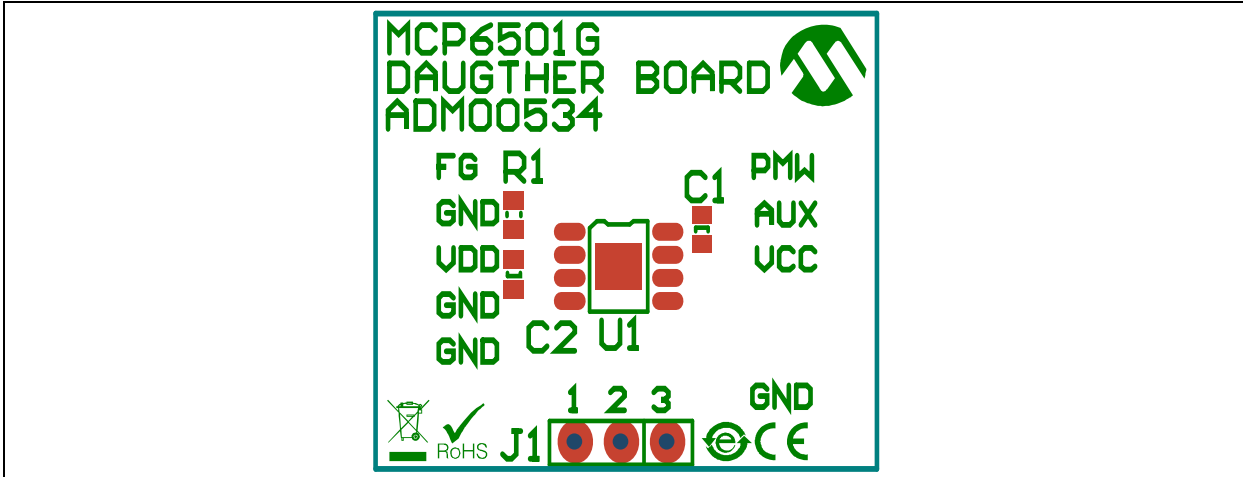 MCP6501G
DAUGTHER BOARD
ADM00534
FG R1 PMW
C1
GND AUX
VDD VCC
GND
C2 U1
GND
1 2 3 GND
RoHS J1 e CE